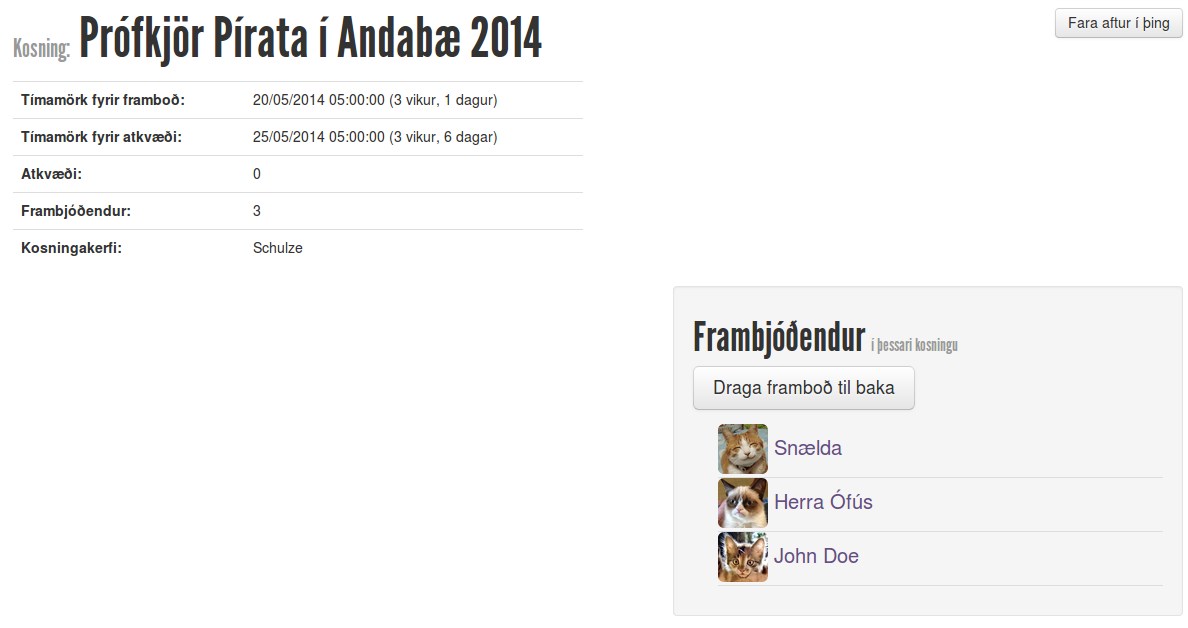 Kosning: Prófkjör Pírata í Andabæ 2014
Fara aftur í þing
Tímamörk fyrir framboð: 20/05/2014 05:00:00 (3 vikur, 1 dagur)
Tímamörk fyrir atkvæði: 25/05/2014 05:00:00 (3 vikur, 6 dagar)
Atkvæði: 0
Frambjóðendur: 3
Kosningakerfi: Schulze
Frambjóðendur í þessari kosningu
Draga framboð til baka
Snælda
Herra Ófús
John Doe